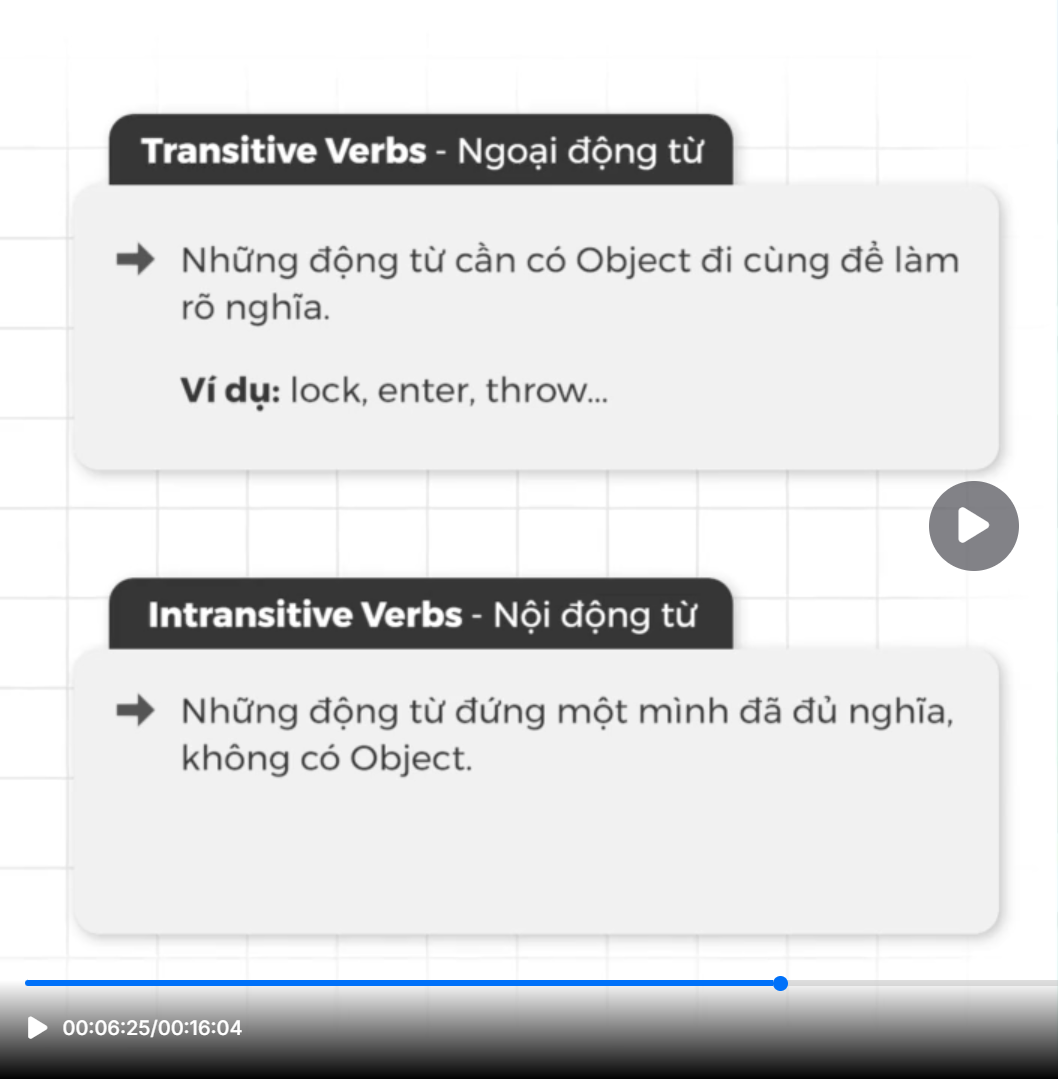 Transitive Verbs - Ngoại động từ
Những động từ cần có Object đi cùng để làm
rõ nghĩa.
Ví dụ: lock, enter, throw...
Intransitive Verbs - Nội động từ
Những động từ đứng một mình đã đủ nghĩa,
không có Object.
00:06:25/00:16:04